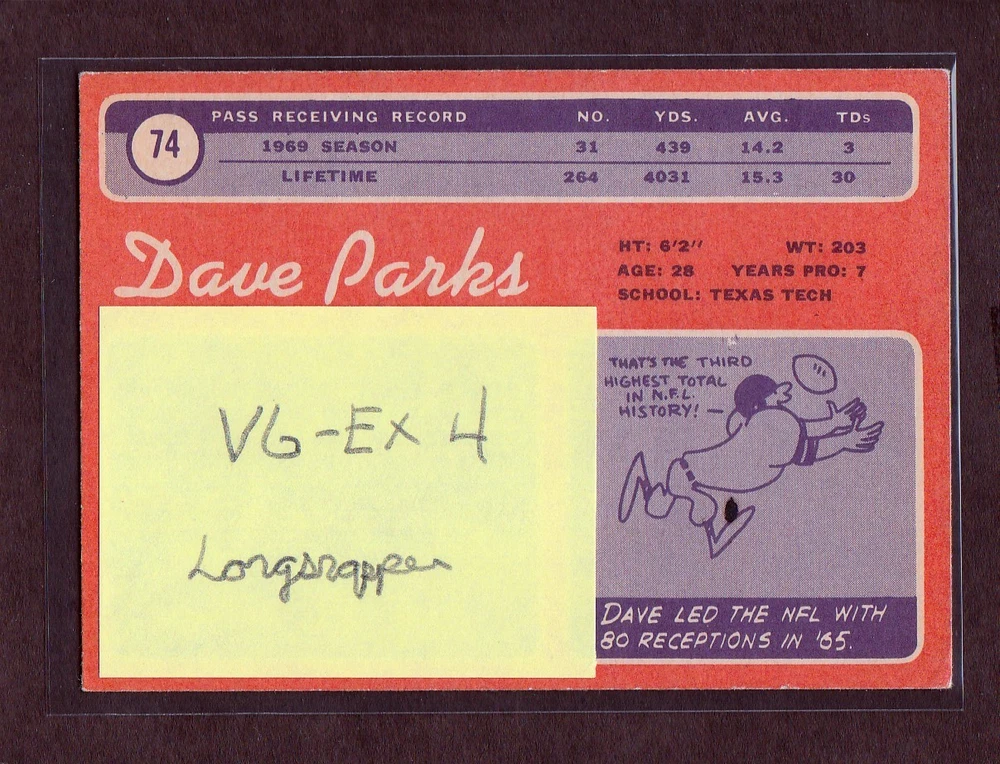 74
PASS RECEIVING RECORD NO. YDS. AVG. TDs
1969 SEASON 31 439 14.2 3
LIFETIME 264 4031 15.3 30
Dave Parks
HT: 6'2" WT: 203
AGE: 28 YEARS PRO: 7
SCHOOL: TEXAS TECH
VG-EX 4
THAT'S THE THIRD
HIGHEST TOTAL
IN N.F.L.
HISTORY! –
DAVE LED THE NFL WITH
80 RECEPTIONS IN '65.